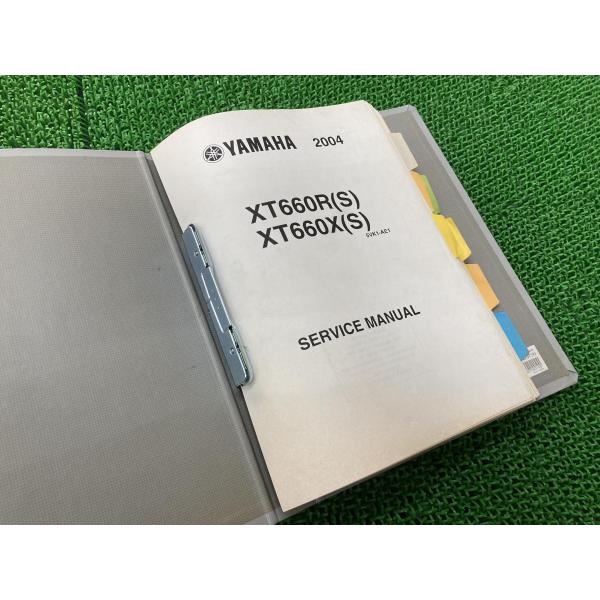 YAMAHA 2004
XT660R(S)
XT660X(S)
5VK1-AE1
SERVICE MANUAL